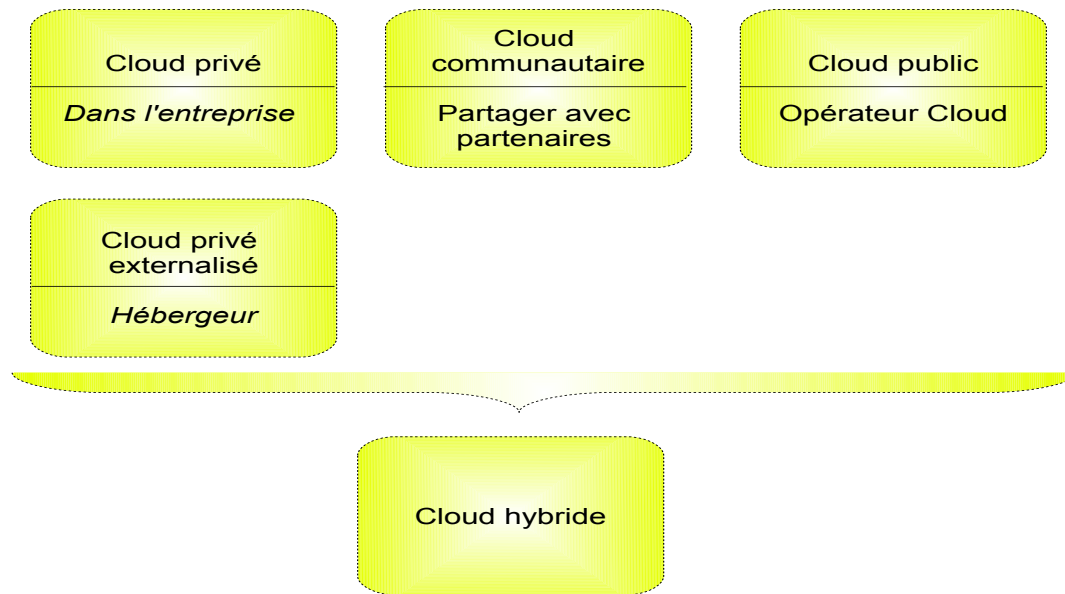 Cloud privé
Dans l'entreprise
Cloud
communautaire
Partager avec
partenaires
Cloud public
Opérateur Cloud
Cloud privé
externalisé
Hébergeur
Cloud hybride